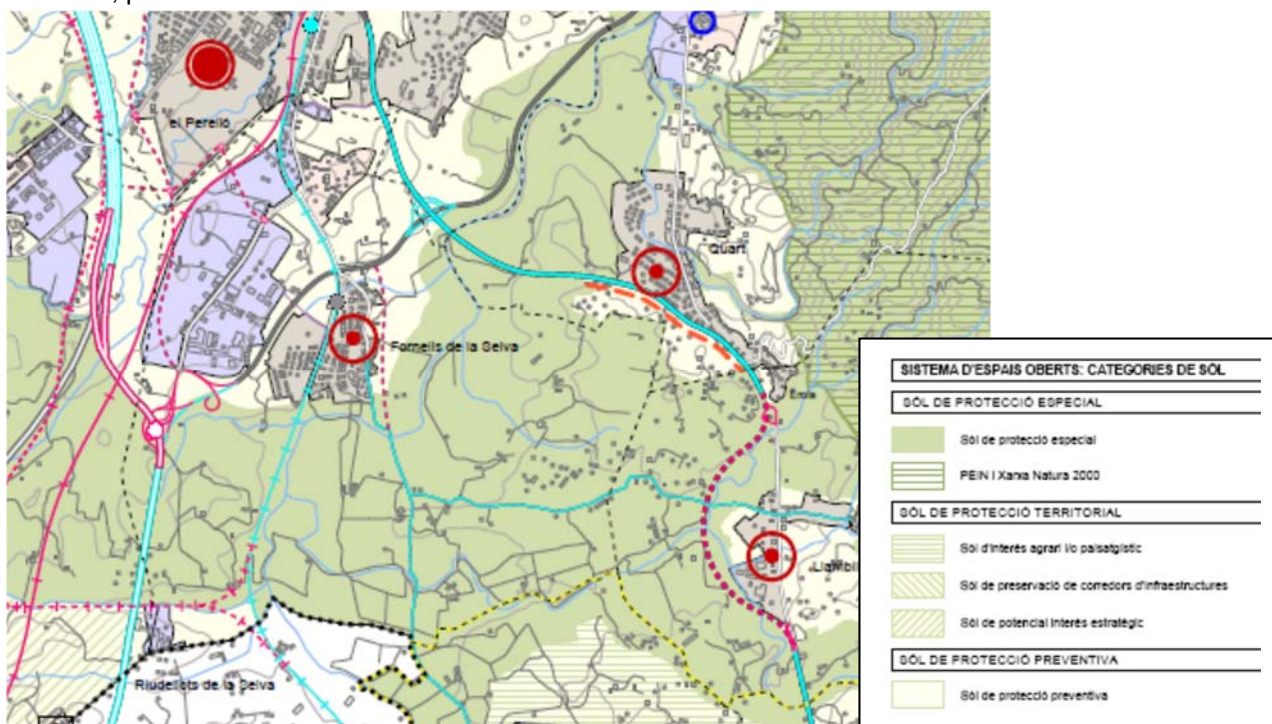 el Perelló
Quart
Fornells de la Selva
Llambil
Riudellots de la Selva
SISTEMA D'ESPAIS OBERTS: CATEGORIES DE SÒL
SÒL DE PROTECCIÓ ESPECIAL
Sòl de protecció especial
PEIN i Xarxa Natura 2000
SÒL DE PROTECCIÓ TERRITORIAL
Sòl d'interès agrari i/o paisatgístic
Sòl de preservació de corredors d'infraestructures
Sòl de potencial interès estratègic
SÒL DE PROTECCIÓ PREVENTIVA
Sòl de protecció preventiva